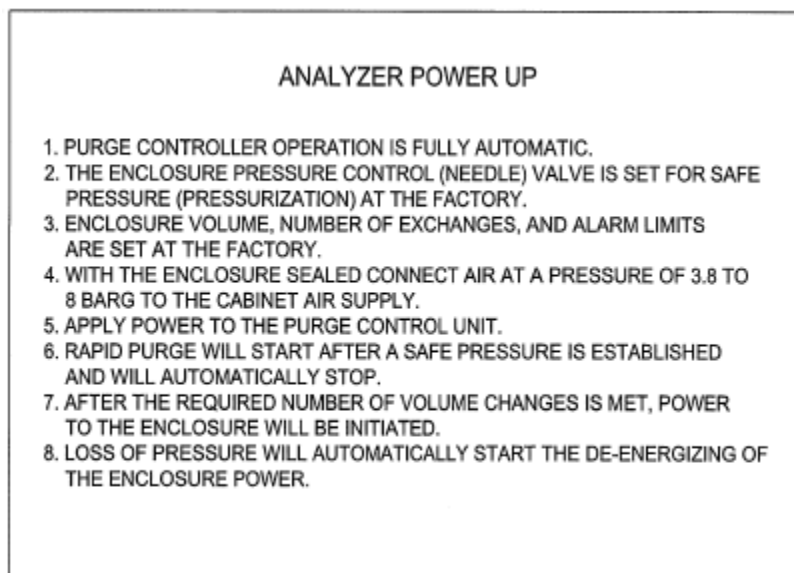 ANALYZER POWER UP
1. PURGE CONTROLLER OPERATION IS FULLY AUTOMATIC.
2. THE ENCLOSURE PRESSURE CONTROL (NEEDLE) VALVE IS SET FOR SAFE
PRESSURE (PRESSURIZATION) AT THE FACTORY.
3. ENCLOSURE VOLUME, NUMBER OF EXCHANGES, AND ALARM LIMITS
ARE SET AT THE FACTORY.
4. WITH THE ENCLOSURE SEALED CONNECT AIR AT A PRESSURE OF 3.8 TO
8 BARG TO THE CABINET AIR SUPPLY.
5. APPLY POWER TO THE PURGE CONTROL UNIT.
6. RAPID PURGE WILL START AFTER A SAFE PRESSURE IS ESTABLISHED
AND WILL AUTOMATICALLY STOP.
7. AFTER THE REQUIRED NUMBER OF VOLUME CHANGES IS MET, POWER
TO THE ENCLOSURE WILL BE INITIATED.
8. LOSS OF PRESSURE WILL AUTOMATICALLY START THE DE-ENERGIZING OF
THE ENCLOSURE POWER.